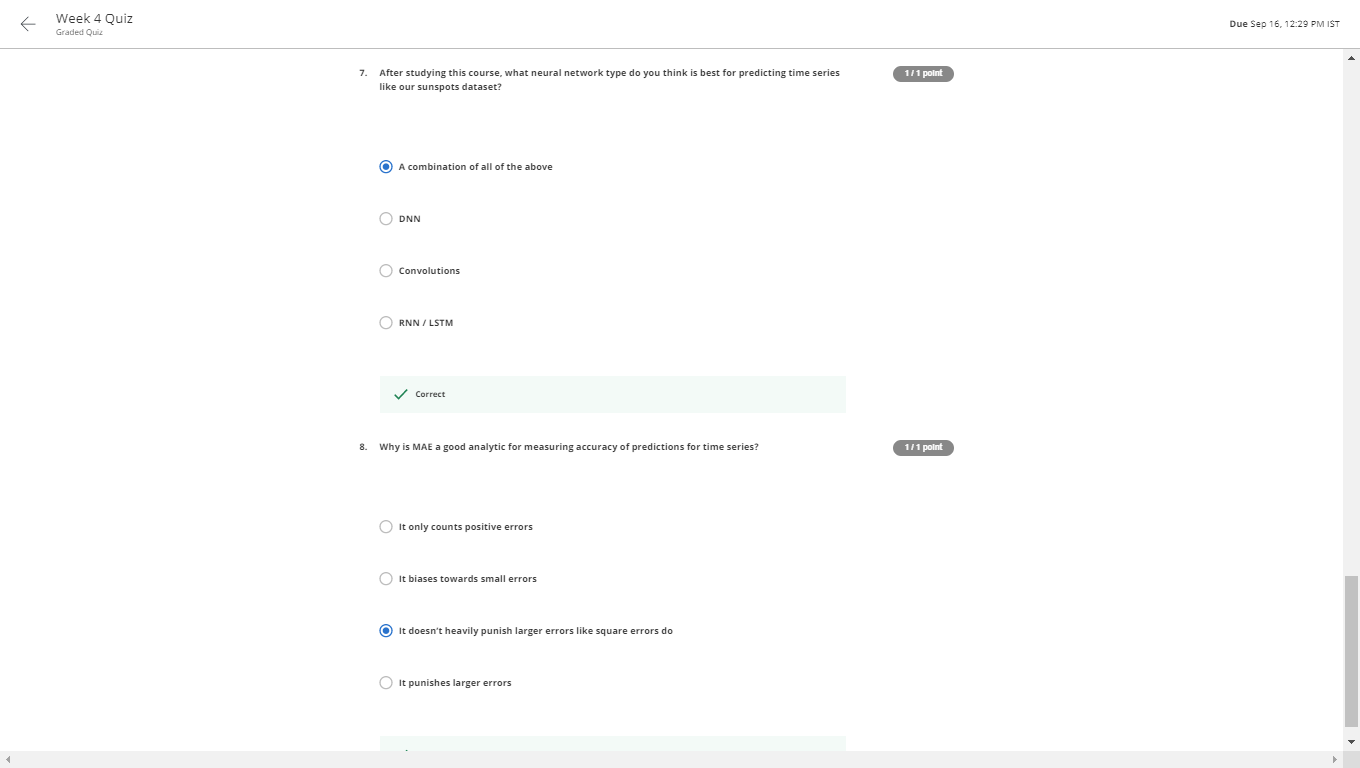 Week 4 Quiz
Graded Quiz
Due Sep 16, 12:29 PM IST
7. After studying this course, what neural network type do you think is best for predicting time series
like our sunspots dataset?
1 / 1 point
A combination of all of the above
DNN
Convolutions
RNN / LSTM
Correct
8. Why is MAE a good analytic for measuring accuracy of predictions for time series?
1 / 1 point
It only counts positive errors
It biases towards small errors
It doesn't heavily punish larger errors like square errors do
It punishes larger errors